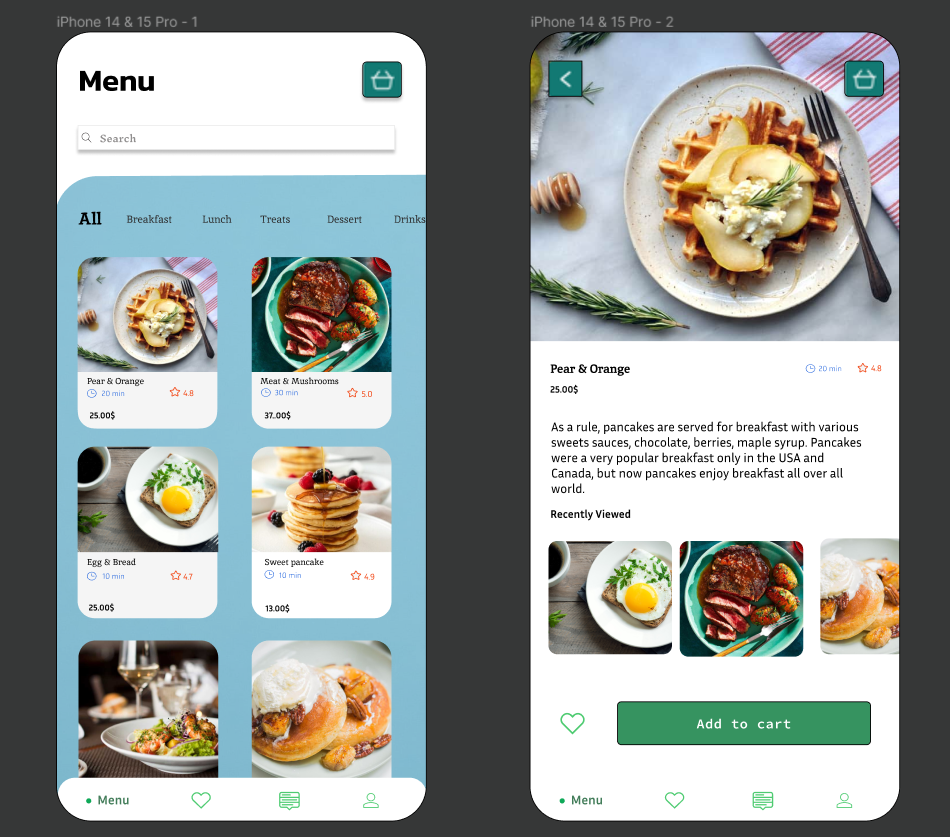 iPhone 14 & 15 Pro - 1
Menu
Search
All Breakfast Lunch Treats Dessert Drinks
Pear & Orange
20 min 4.8
25.00$
Meat & Mushrooms
30 min 5.0
37.00$
Egg & Bread
10 min 4.7
25.00$
Sweet pancake
10 min 4.9
13.00$
Menu
iPhone 14 & 15 Pro - 2
Pear & Orange 20 min 4.8
25.00$
As a rule, pancakes are served for breakfast with various
sweets sauces, chocolate, berries, maple syrup. Pancakes
were a very popular breakfast only in the USA and
Canada, but now pancakes enjoy breakfast all over all
world.
Recently Viewed
Add to cart
Menu